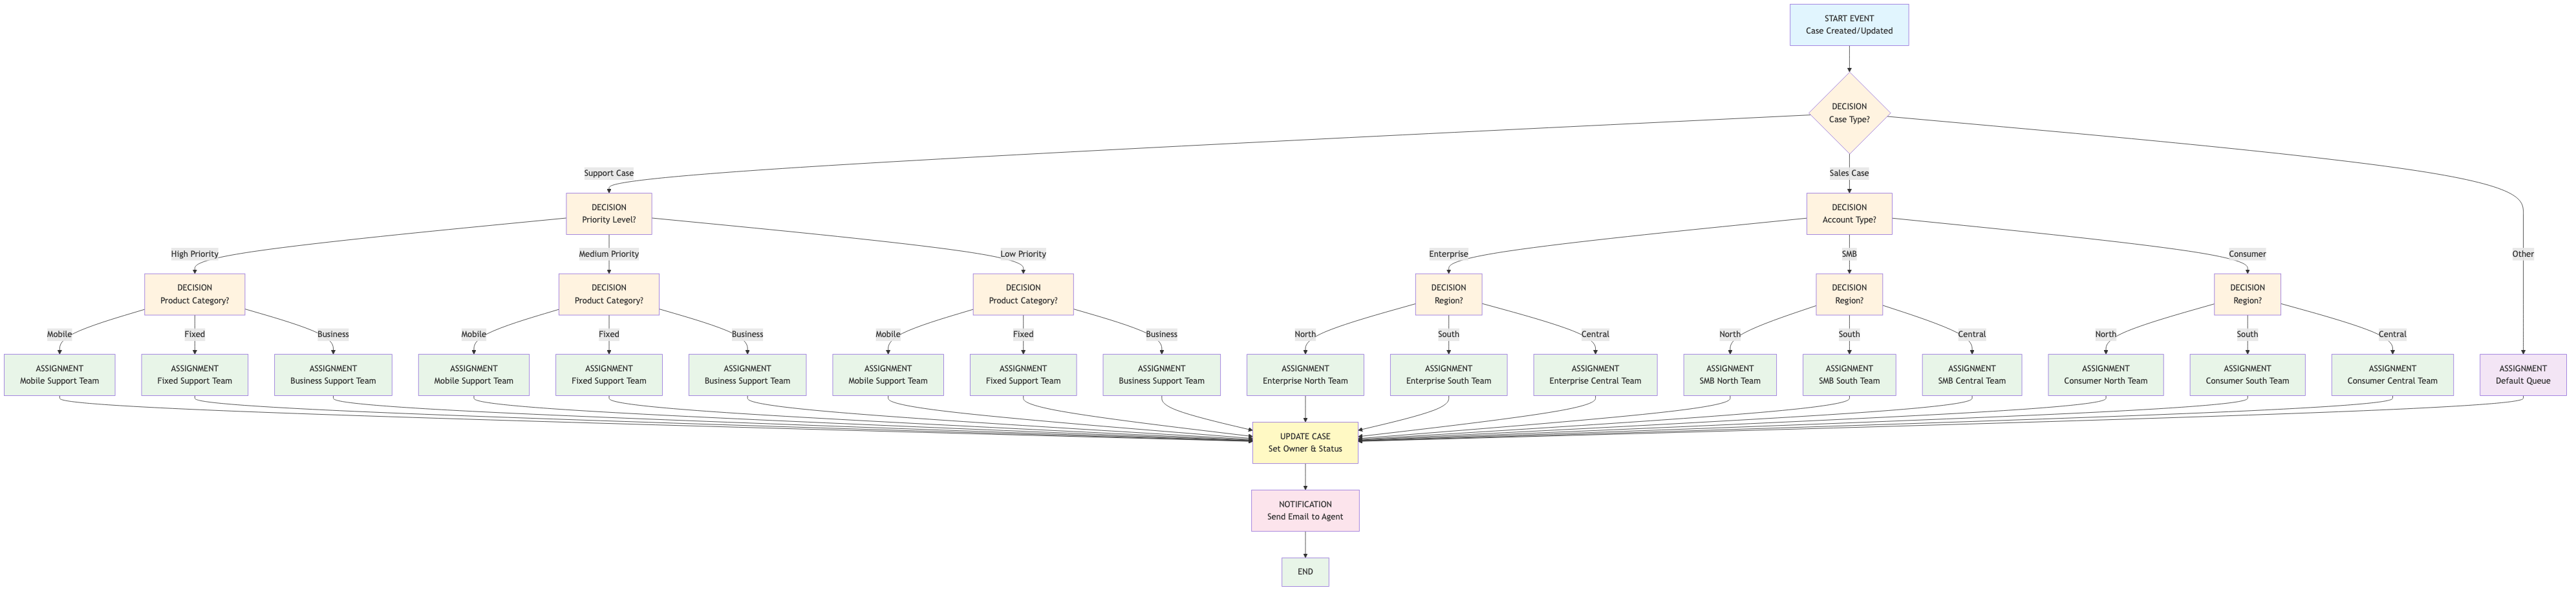 START EVENT
Case Created/Updated
DECISION
Case Type?
Support Case
Sales Case
DECISION
Priority Level?
DECISION
Account Type?
High Priority
Medium Priority
Low Priority
Enterprise
SMB
Consumer
Other
DECISION
Product Category?
DECISION
Product Category?
DECISION
Product Category?
DECISION
Region?
DECISION
Region?
DECISION
Region?
Mobile
Fixed
Business
Mobile
Fixed
Business
Mobile
Fixed
Business
North
South
Central
North
South
Central
North
South
Central
ASSIGNMENT
Mobile Support Team
ASSIGNMENT
Fixed Support Team
ASSIGNMENT
Business Support Team
ASSIGNMENT
Mobile Support Team
ASSIGNMENT
Fixed Support Team
ASSIGNMENT
Business Support Team
ASSIGNMENT
Mobile Support Team
ASSIGNMENT
Fixed Support Team
ASSIGNMENT
Business Support Team
ASSIGNMENT
Enterprise North Team
ASSIGNMENT
Enterprise South Team
ASSIGNMENT
Enterprise Central Team
ASSIGNMENT
SMB North Team
ASSIGNMENT
SMB South Team
ASSIGNMENT
SMB Central Team
ASSIGNMENT
Consumer North Team
ASSIGNMENT
Consumer South Team
ASSIGNMENT
Consumer Central Team
ASSIGNMENT
Default Queue
UPDATE CASE
Set Owner & Status
NOTIFICATION
Send Email to Agent
END